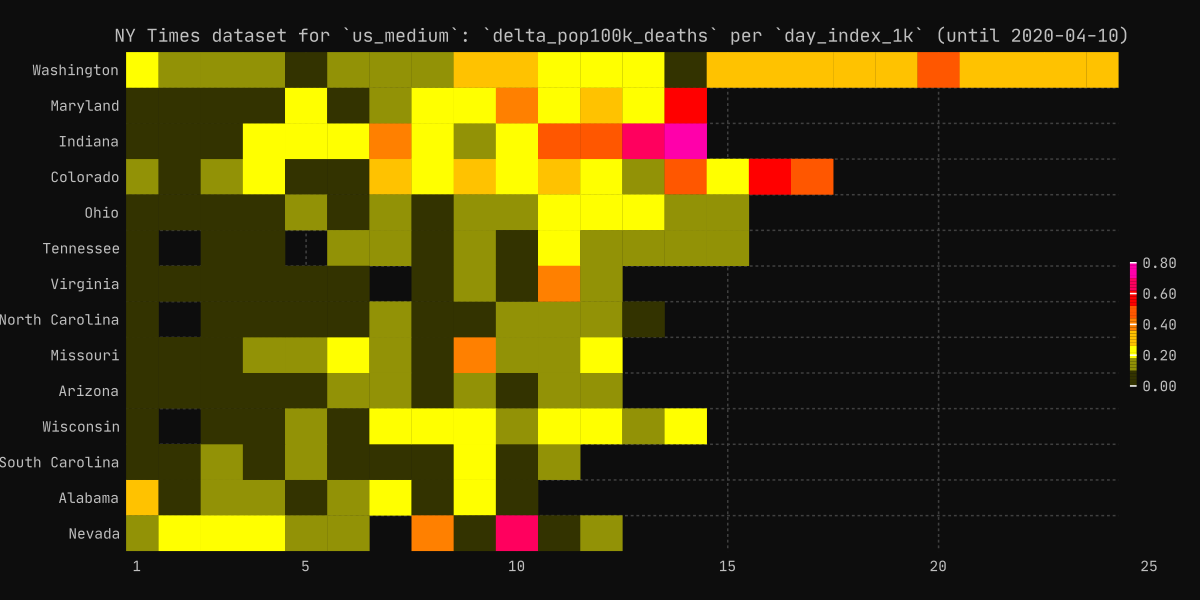 NY Times dataset for `us_medium`: `delta_pop100k_deaths` per `day_index_1k` (until 2020-04-10)
Washington
Maryland
Indiana
Colorado
Ohio
Tennessee
Virginia
North Carolina
Missouri
Arizona
Wisconsin
South Carolina
Alabama
Nevada
1 5 10 15 20 25
0.80
0.60
0.40
0.20
0.00